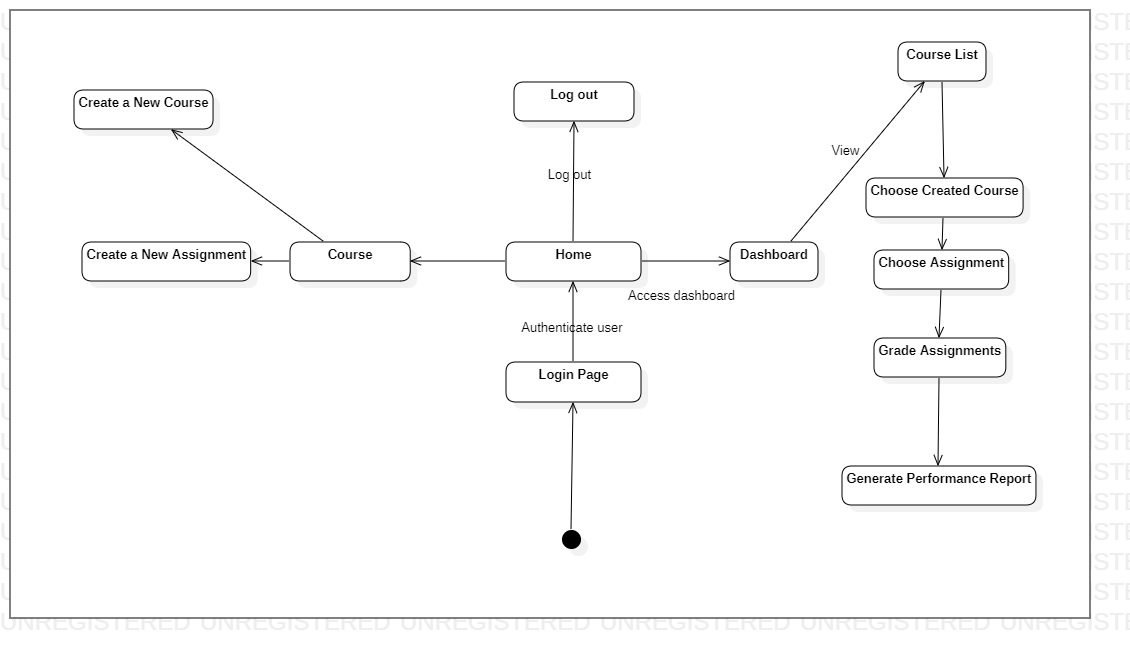 Course List
Create a New Course
Log out
View
Log out
Choose Created Course
Create a New Assignment
Course
Home
Dashboard
Choose Assignment
Access dashboard
Authenticate user
Grade Assignments
Login Page
Generate Performance Report
UNREGISTERED UNREGISTERED UNREGISTERED UNREGISTERED UNREGISTERED UNREGISTE